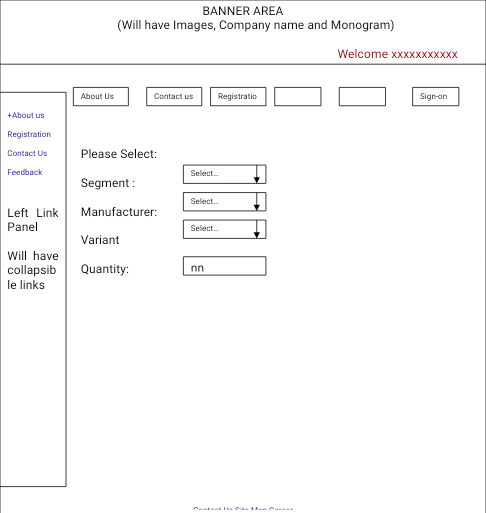 BANNER AREA
(Will have Images, Company name and Monogram)
Welcome xxxxxxxxxxx
About Us
Contact us
Registratio
Sign-on
+About us
Registration
Contact Us
Feedback
Left Link
Panel
Will have
collapsib
le links
Please Select:
Segment :
Select...
Manufacturer:
Select...
Variant
Select...
Quantity:
nn
Contact Us Site Map Career